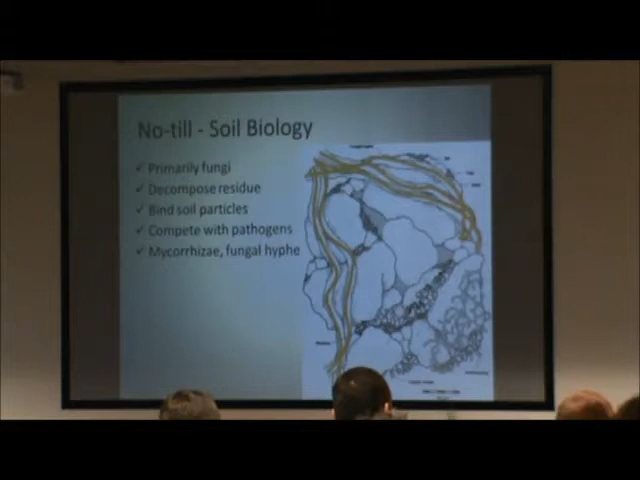 No-till - Soil Biology
✓ Primarily fungi
✓ Decompose residue
✓ Bind soil particles
✓ Compete with pathogens
✓ Mycorrhizae, fungal hyphe